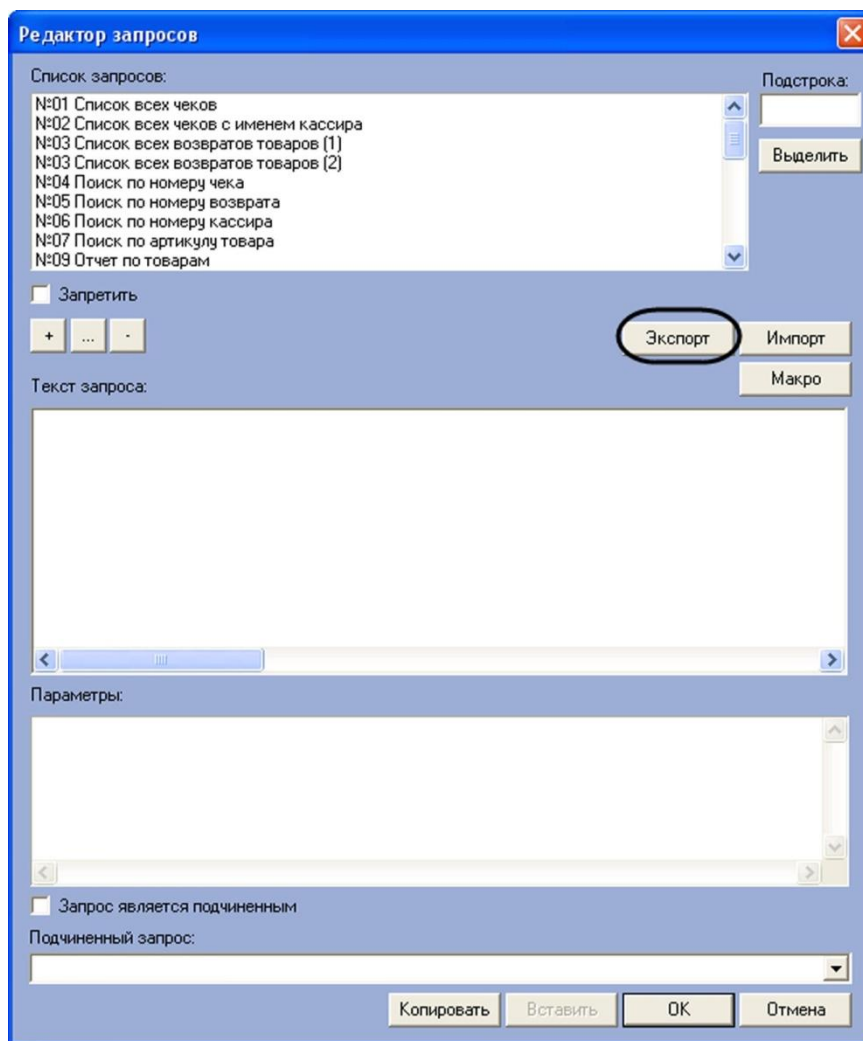 Редактор запросов
Список запросов:
Подстрока:
№01 Список всех чеков
№02 Список всех чеков с именем кассира
№03 Список всех возвратов товаров (1)
№03 Список всех возвратов товаров (2)
№04 Поиск по номеру чека
№05 Поиск по номеру возврата
№06 Поиск по номеру кассира
№07 Поиск по артикулу товара
№09 Отчет по товарам
Выделить
Запретить
+ ... -
Экспорт Импорт
Макро
Текст запроса:
Параметры:
Запрос является подчиненным
Подчиненный запрос:
Копировать Вставить OK Отмена